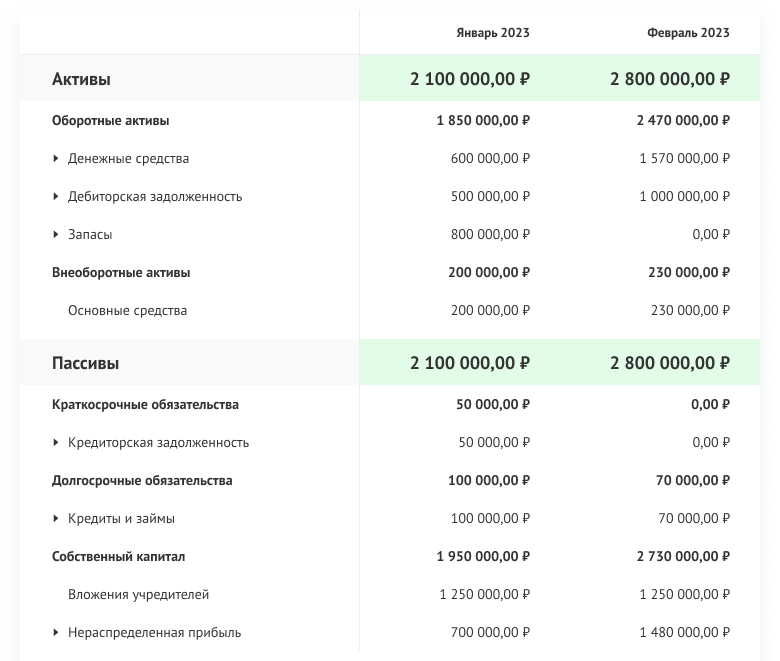 Январь 2023 Февраль 2023
Активы 2 100 000,00 ₽ 2 800 000,00 ₽
Оборотные активы 1 850 000,00 ₽ 2 470 000,00 ₽
Денежные средства 600 000,00 ₽ 1 570 000,00 ₽
Дебиторская задолженность 500 000,00 ₽ 1 000 000,00 ₽
Запасы 800 000,00 ₽ 0,00 ₽
Внеоборотные активы 200 000,00 ₽ 230 000,00 ₽
Основные средства 200 000,00 ₽ 230 000,00 ₽
Пассивы 2 100 000,00 ₽ 2 800 000,00 ₽
Краткосрочные обязательства 50 000,00 ₽ 0,00 ₽
Кредиторская задолженность 50 000,00 ₽ 0,00 ₽
Долгосрочные обязательства 100 000,00 ₽ 70 000,00 ₽
Кредиты и займы 100 000,00 ₽ 70 000,00 ₽
Собственный капитал 1 950 000,00 ₽ 2 730 000,00 ₽
Вложения учредителей 1 250 000,00 ₽ 1 250 000,00 ₽
Нераспределенная прибыль 700 000,00 ₽ 1 480 000,00 ₽